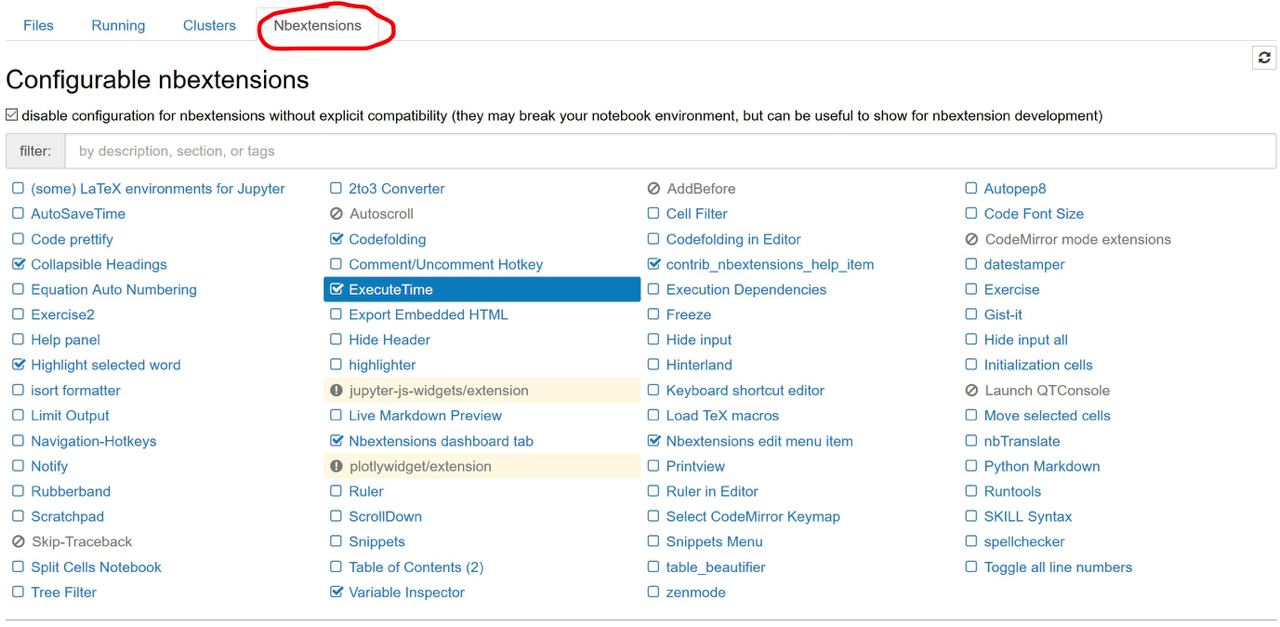 Files Running Clusters Nbextensions
Configurable nbextensions
disable configuration for nbextensions without explicit compatibility (they may break your notebook environment, but can be useful to show for nbextension development)
filter: by description, section, or tags
(some) LaTeX environments for Jupyter 2to3 Converter AddBefore Autopep8
AutoSaveTime Autoscroll Cell Filter Code Font Size
Code prettify Codefolding Codefolding in Editor CodeMirror mode extensions
Collapsible Headings Comment/Uncomment Hotkey contrib_nbextensions_help_item datestamper
Equation Auto Numbering ExecuteTime Execution Dependencies Exercise
Exercise2 Export Embedded HTML Freeze Gist-it
Help panel Hide Header Hide input Hide input all
Highlight selected word highlighter Hinterland Initialization cells
isort formatter jupyter-js-widgets/extension Keyboard shortcut editor Launch QTConsole
Limit Output Live Markdown Preview Load TeX macros Move selected cells
Navigation-Hotkeys Nbextensions dashboard tab Nbextensions edit menu item nbTranslate
Notify plotlywidget/extension Printview Python Markdown
Rubberband Ruler Ruler in Editor Runtools
Scratchpad ScrollDown Select CodeMirror Keymap SKILL Syntax
Skip-Traceback Snippets Snippets Menu spellchecker
Split Cells Notebook Table of Contents (2) table_beautifier Toggle all line numbers
Tree Filter Variable Inspector zenmode